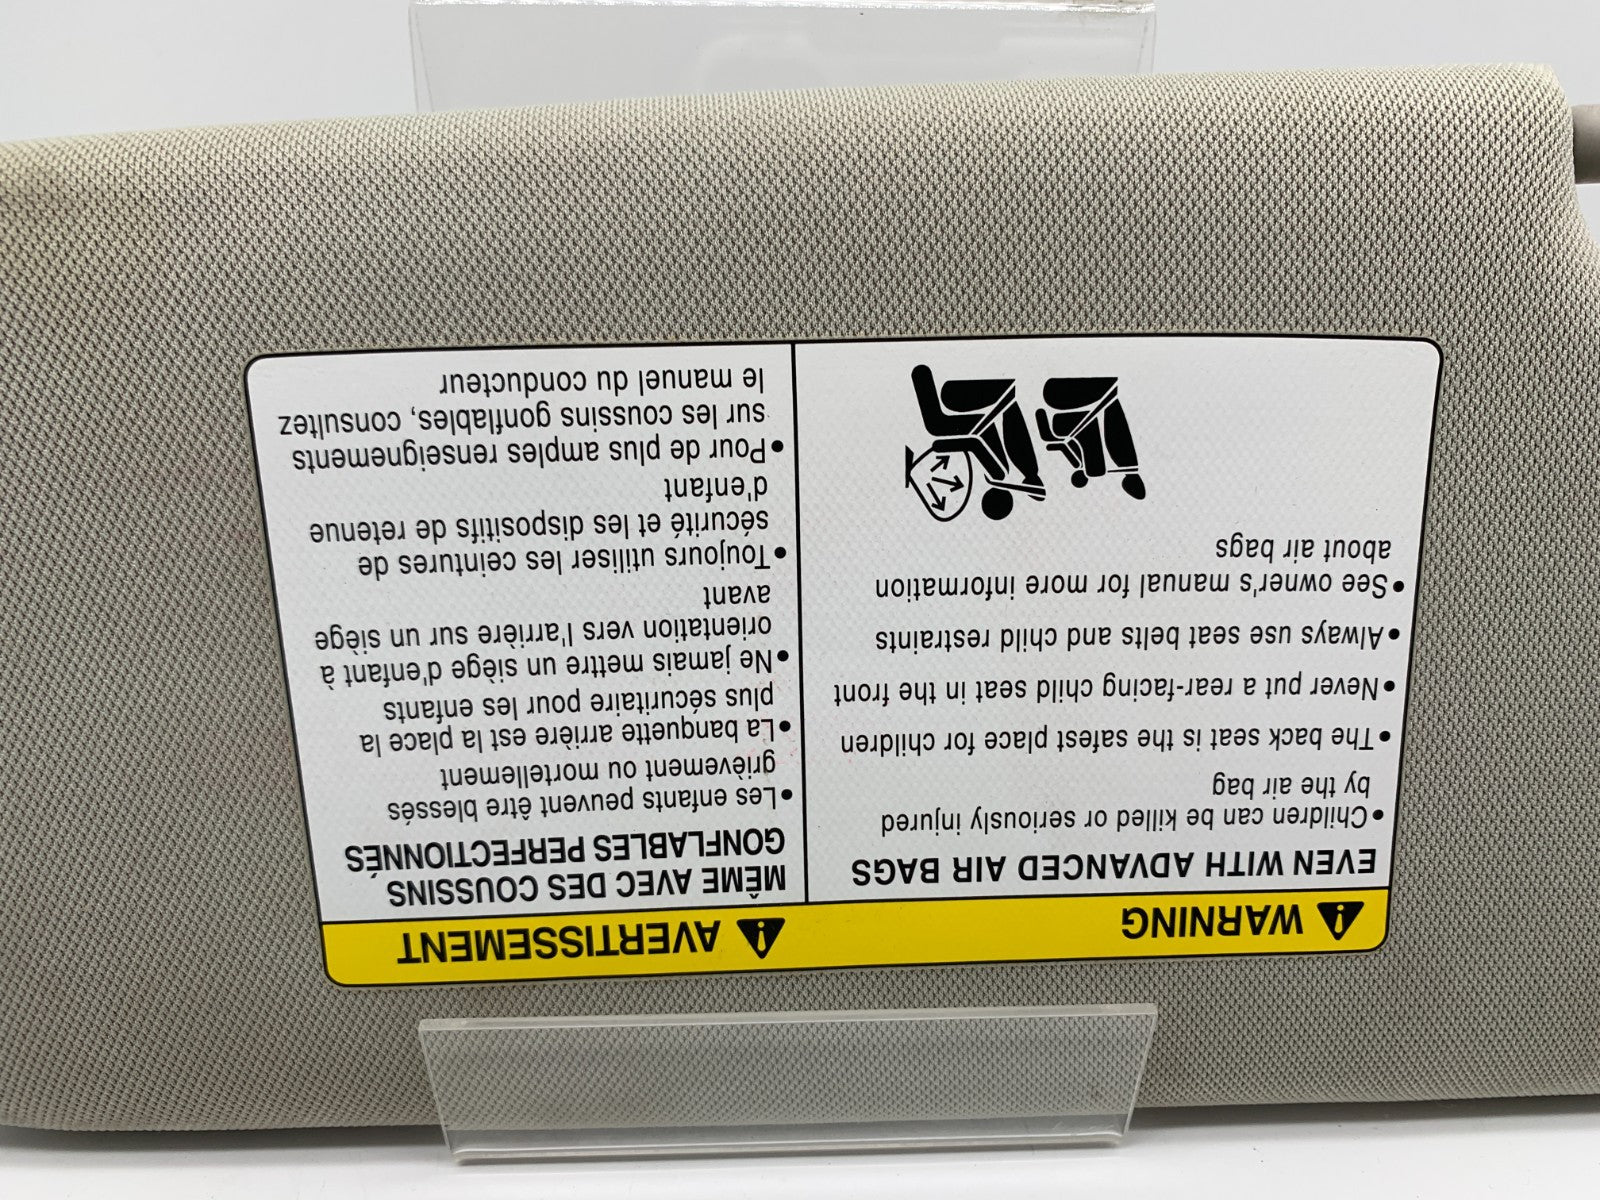 WARNING
EVEN WITH ADVANCED AIR BAGS
•Children can be killed or seriously injured
by the air bag
•The back seat is the safest place for children
•Never put a rear-facing child seat in the front
•Always use seat belts and child restraints
•See owner's manual for more information
about air bags
AVERTISSEMENT
MÊME AVEC DES COUSSINS
GONFLABLES PERFECTIONNÉS
•Les enfants peuvent être blessés
grièvement ou mortellement
•La banquette arrière est la place la
plus sécuritaire pour les enfants
•Ne jamais mettre un siège d'enfant à
orientation vers l'arrière sur un siège
avant
•Toujours utiliser les ceintures de
sécurité et les dispositifs de retenue
d'enfant
•Pour de plus amples renseignements
sur les coussins gonflables, consultez
le manuel du conducteur